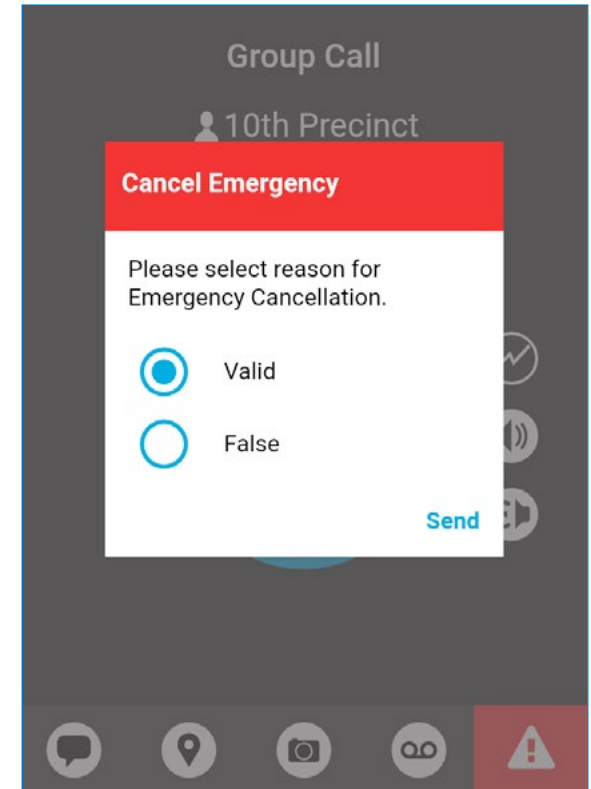 Group Call
10th Precinct
Cancel Emergency
Please select reason for
Emergency Cancellation.
Valid
False
Send